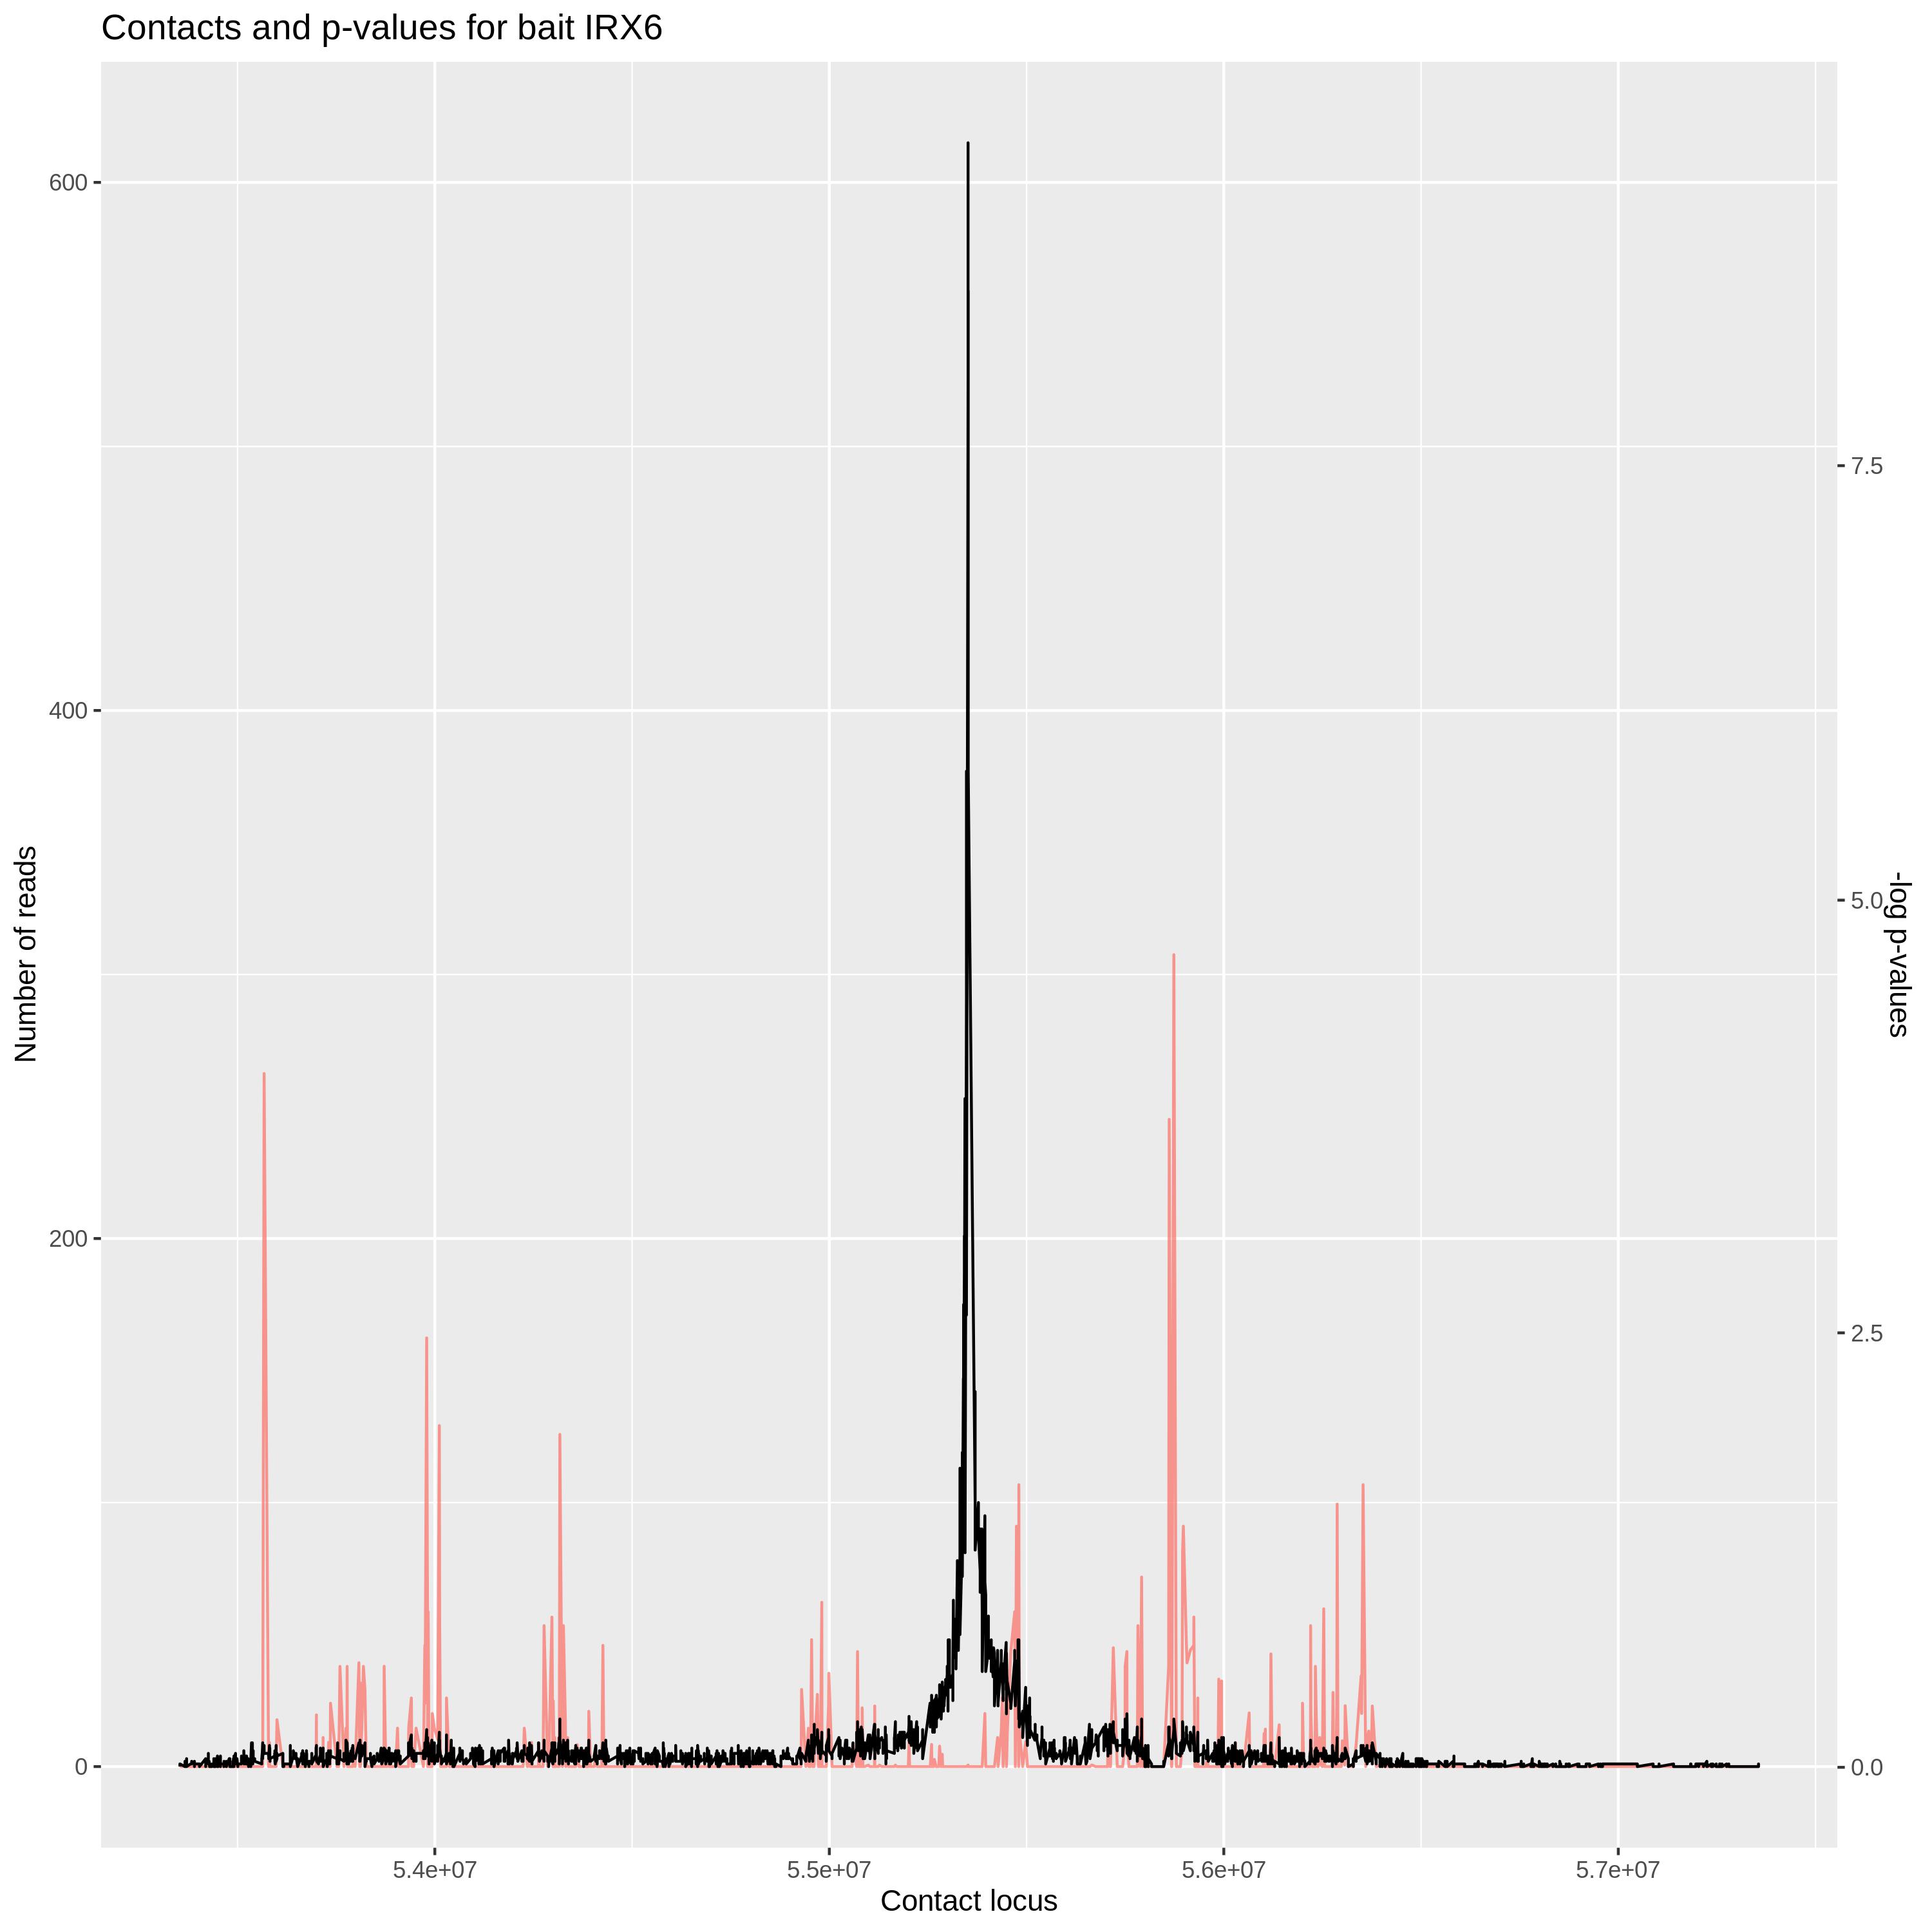 Contacts and p-values for bait IRX6
600
400
200
0
Number of reads
7.5
5.0
2.5
0.0
-log p-values
5.4e+07
5.5e+07
5.6e+07
5.7e+07
Contact locus